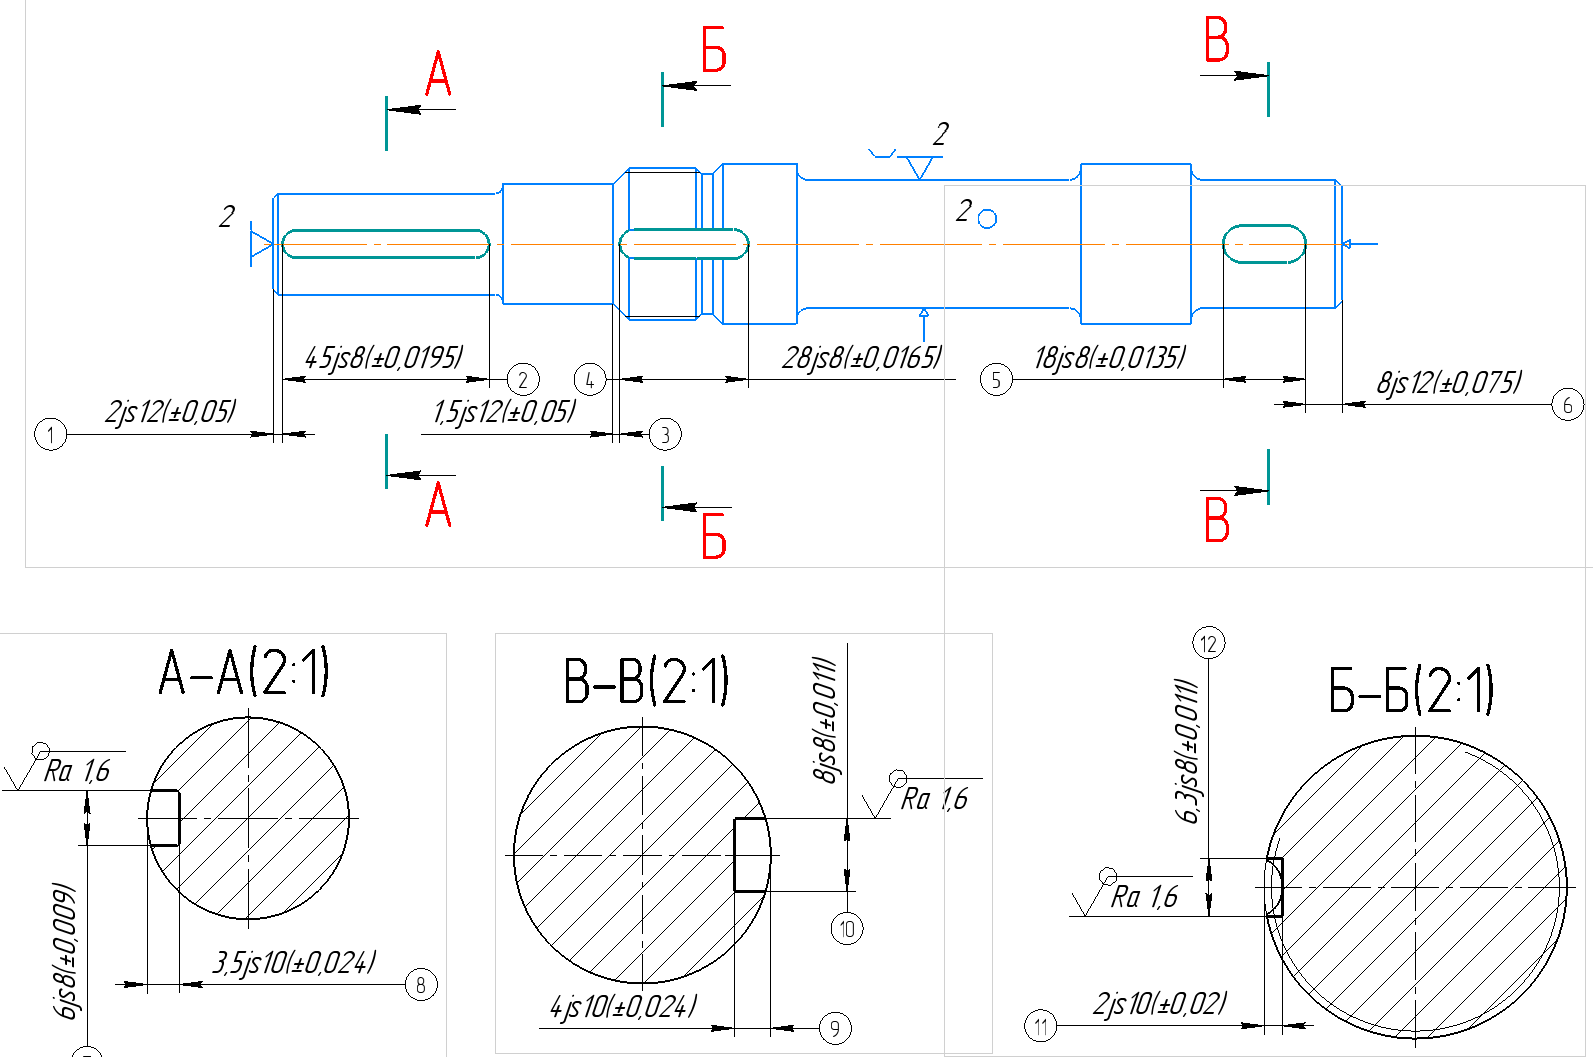 А
Б
В
2
2
2
45js8(±0,0195)
2
4
28js8(±0,0165)
5
18js8(±0,0135)
8js12(±0,075)
6
1
2js12(±0,05)
1,5js12(±0,05)
3
А
Б
В
А-А(2:1)
Ra 1,6
6js8(±0,009)
3,5js10(±0,024)
8
В-В(2:1)
8js8(±0,011)
Ra 1,6
10
4js10(±0,024)
9
12
Б-Б(2:1)
6,3js8(±0,011)
Ra 1,6
2js10(±0,02)
11